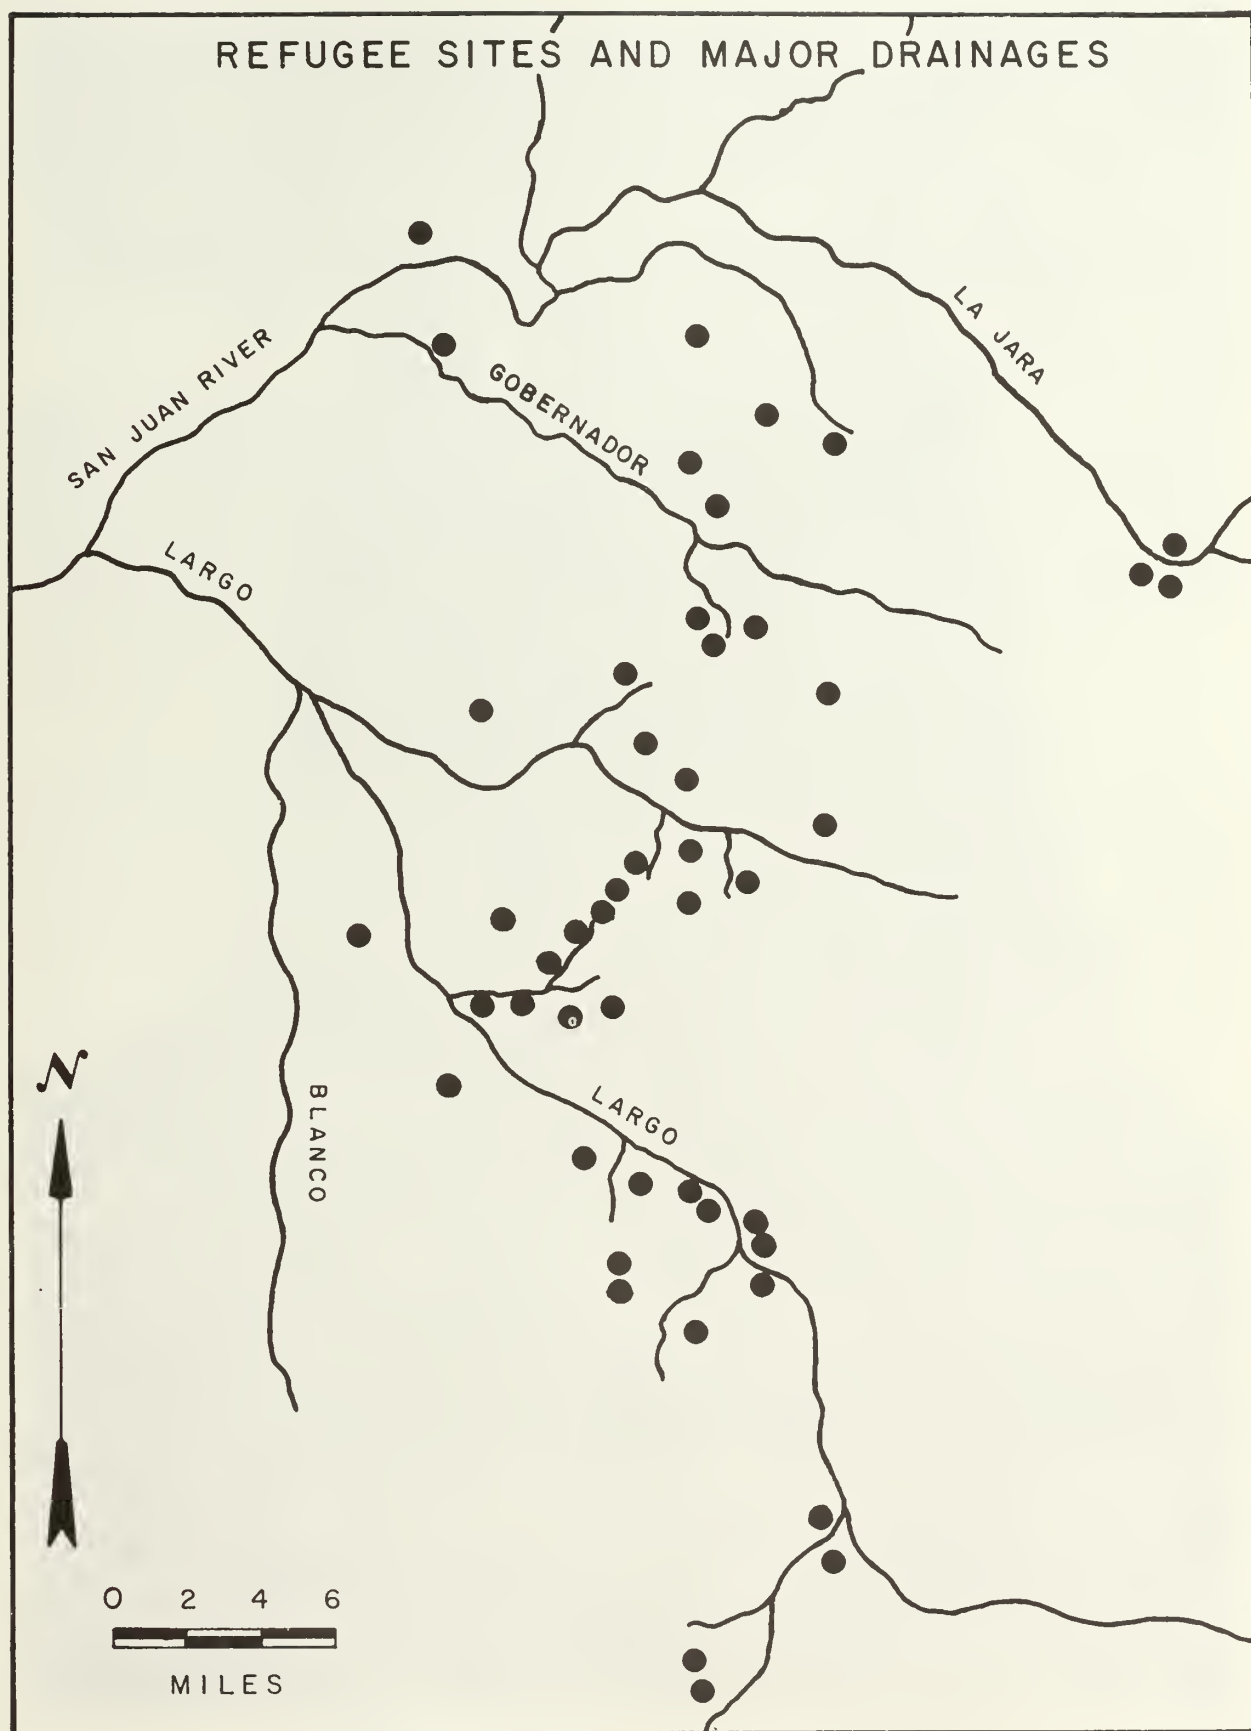 REFUGEE SITES AND MAJOR DRAINAGES
LA JARA
SAN JUAN RIVER
GOBERNADOR
LARGO
N
BLANCO
LARGO
0 2 4 6
MILES